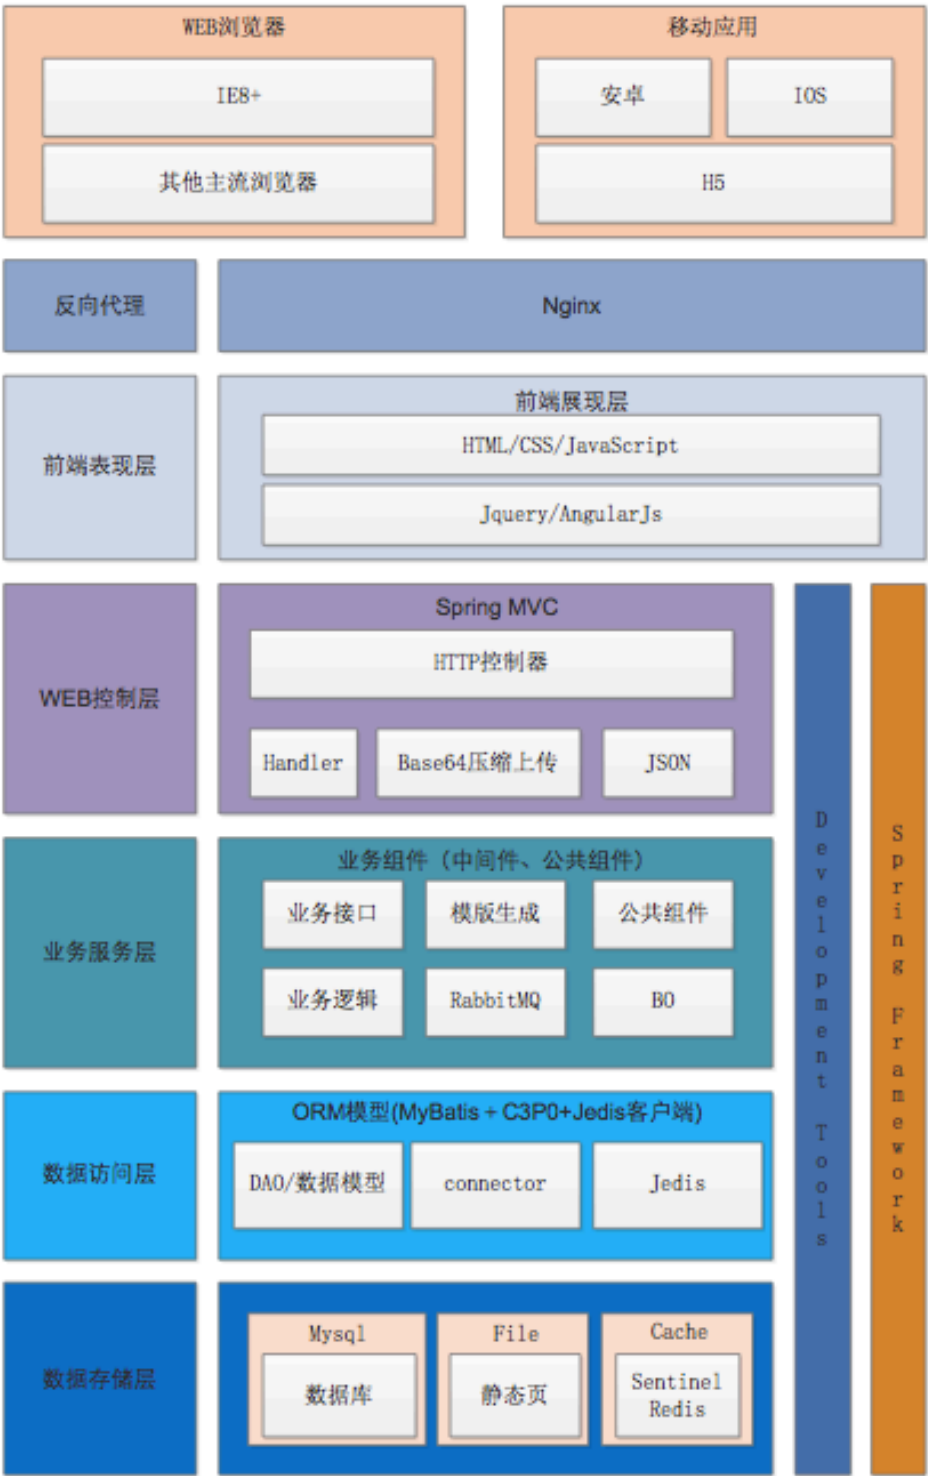 WEB浏览器
IE8+
其他主流浏览器
移动应用
安卓
IOS
H5
反向代理
Nginx
前端表现层
前端展现层
HTML/CSS/JavaScript
Jquery/AngularJs
WEB控制层
Spring MVC
HTTP控制器
Handler
Base64压缩上传
JSON
业务服务层
业务组件（中间件、公共组件）
业务接口
模版生成
公共组件
业务逻辑
RabbitMQ
BO
数据访问层
ORM模型(MyBatis + C3P0+Jedis客户端)
DAO/数据模型
connector
Jedis
数据存储层
Mysql
数据库
File
静态页
Cache
Sentinel
Redis
Development Tools
Spring Framework